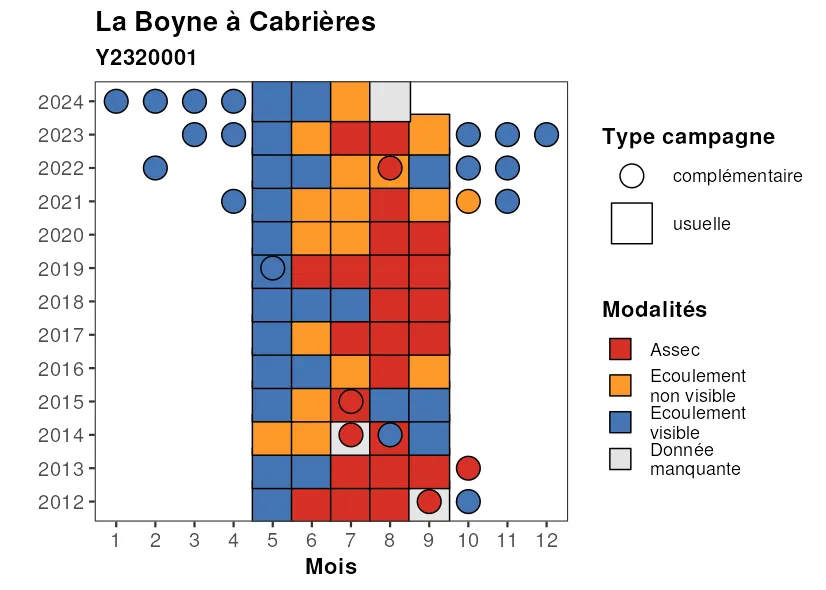 La Boyne à Cabrières
Y2320001
2024
2023
2022
2021
2020
2019
2018
2017
2016
2015
2014
2013
2012
1 2 3 4 5 6 7 8 9 10 11 12
Mois
Type campagne
complémentaire
usuelle
Modalités
Assec
Ecoulement
non visible
Ecoulement
visible
Donnée
manquante